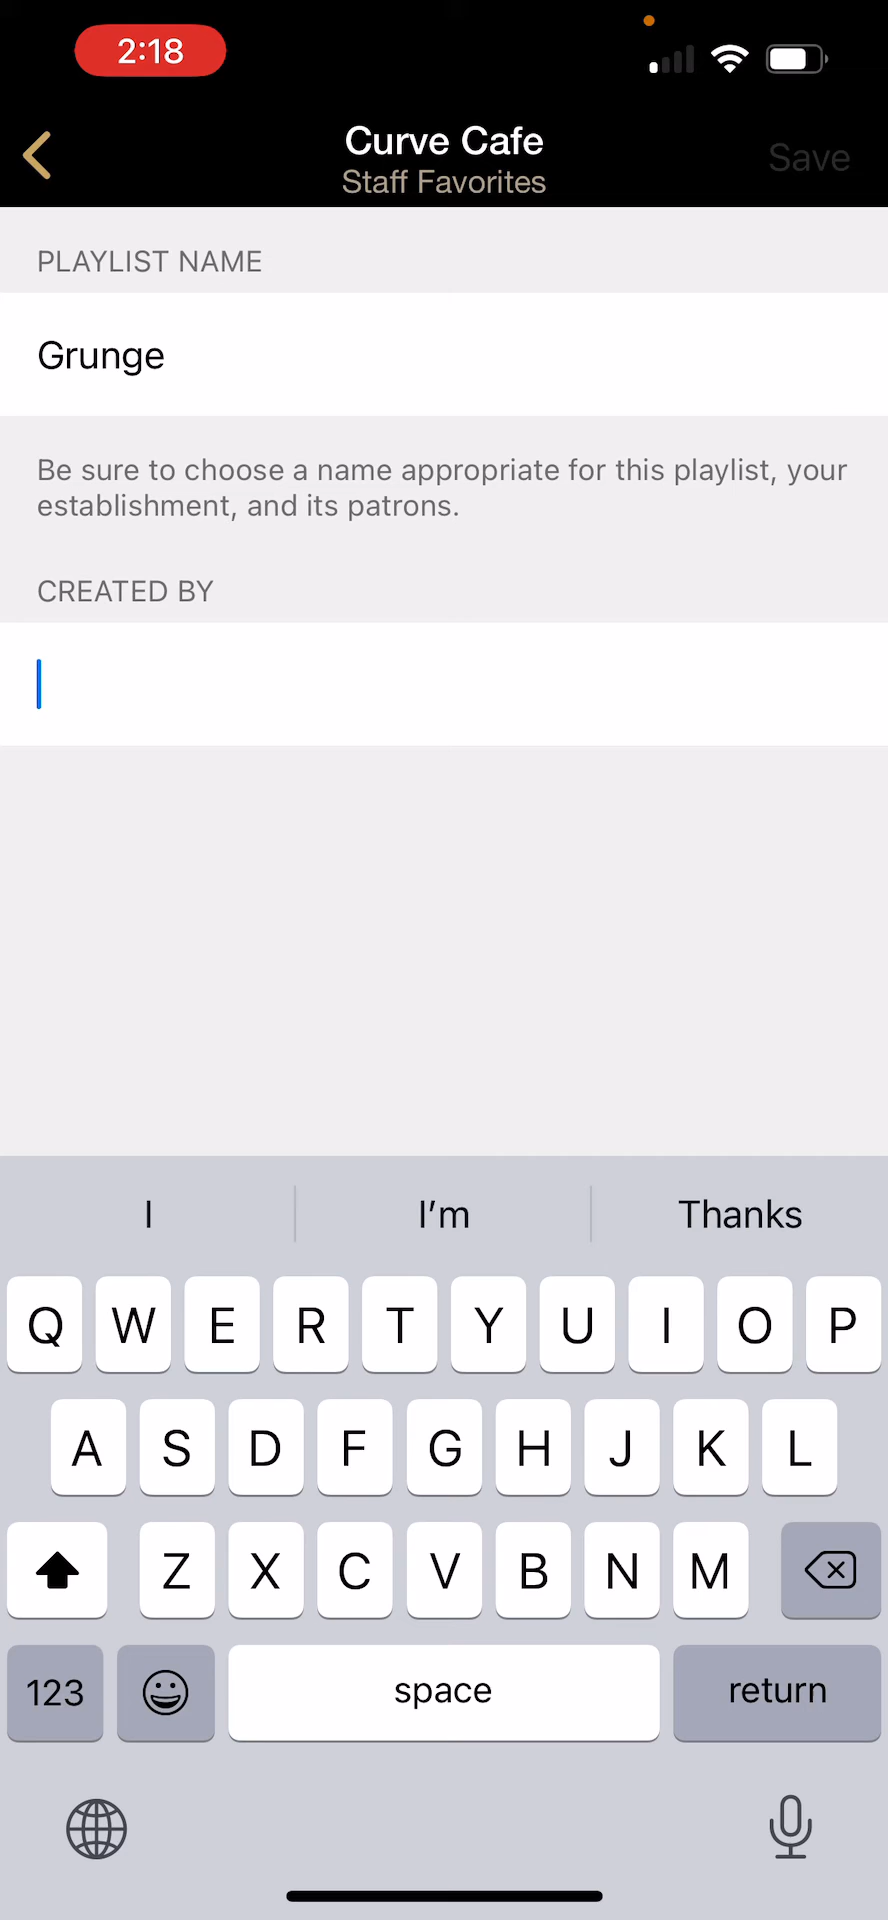 2:18
Curve Cafe
Staff Favorites
Save
PLAYLIST NAME
Grunge
Be sure to choose a name appropriate for this playlist, your
establishment, and its patrons.
CREATED BY
I I'm Thanks
Q W E R T Y U I O P
A S D F G H J K L
Z X C V B N M
123 space return